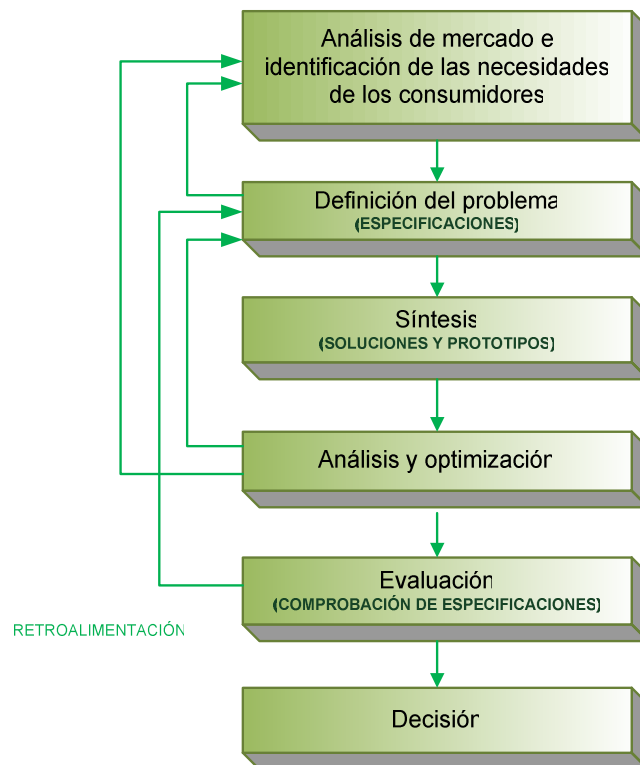 Análisis de mercado e
identificación de las necesidades
de los consumidores
Definición del problema
(ESPECIFICACIONES)
Síntesis
(SOLUCIONES Y PROTOTIPOS)
Análisis y optimización
Evaluación
(COMPROBACIÓN DE ESPECIFICACIONES)
RETROALIMENTACIÓN
Decisión